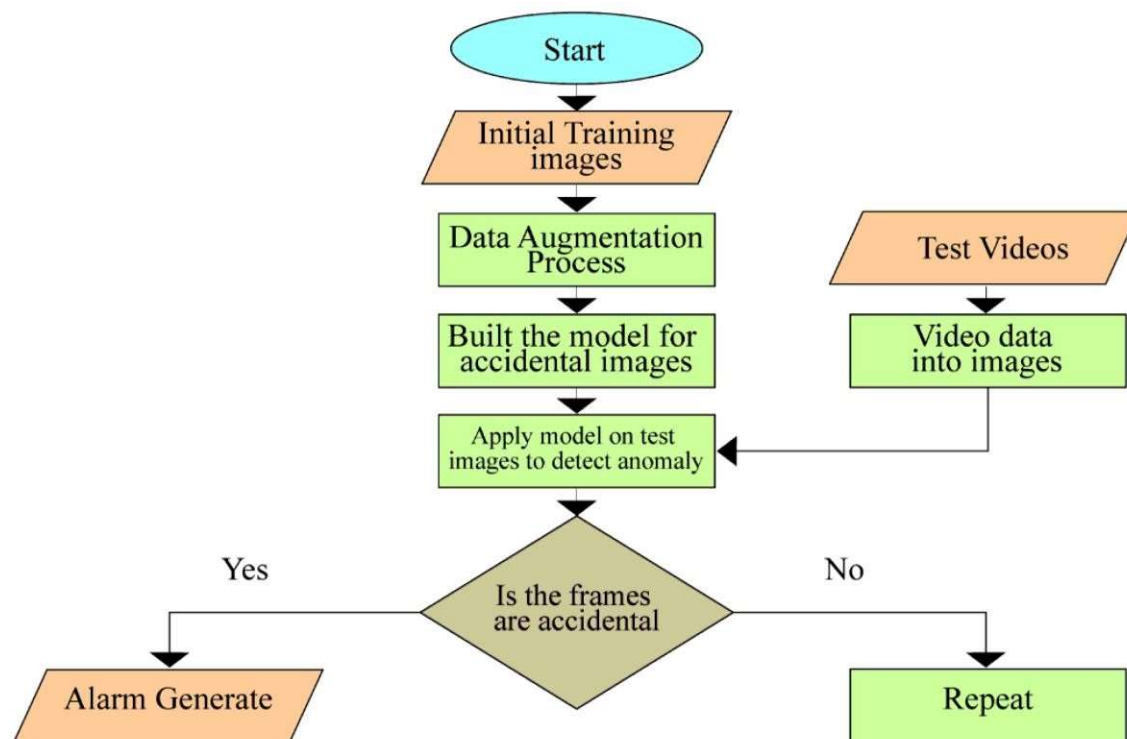 Start
Initial Training
images
Data Augmentation
Process
Test Videos
Built the model for
accidental images
Video data
into images
Apply model on test
images to detect anomaly
Yes
No
Is the frames
are accidental
Alarm Generate
Repeat